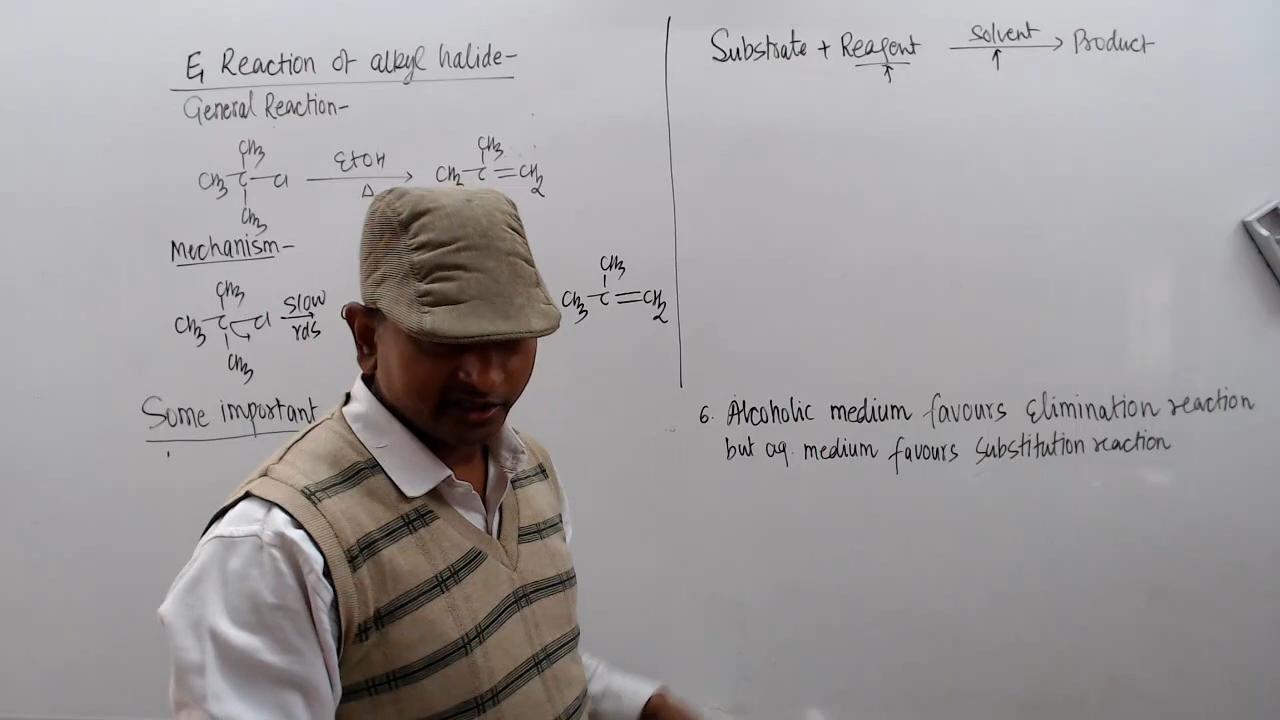 E1 Reaction of alkyl halide-
General Reaction-
CH3
CH3-C-Cl EtOH Δ CH3-C=CH2
CH3
CH3
Mechanism-
CH3
CH3-C-Cl slow rds
CH3
CH3
CH3-C=CH2
Some important
Substrate + Reagent solvent → Product
6. Alcoholic medium favours Elimination reaction
but aq. medium favours substitution reaction